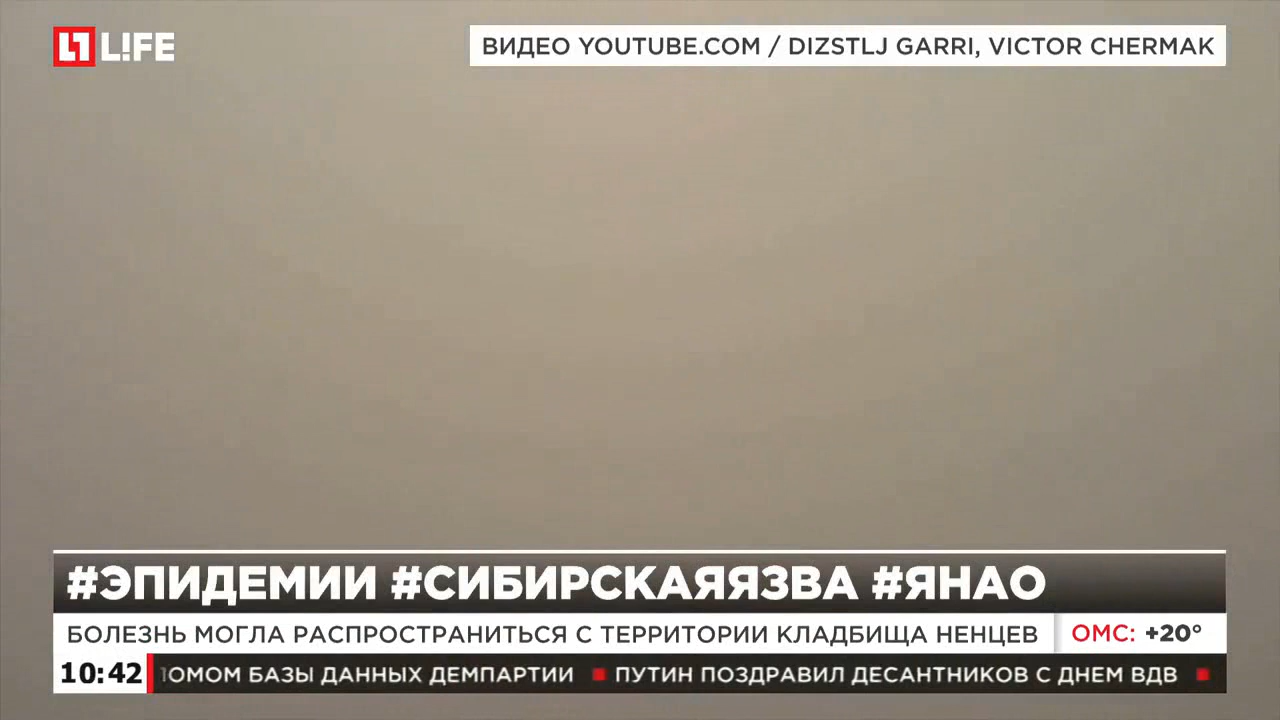 L!FE
ВИДЕО YOUTUBE.COM / DIZSTLJ GARRI, VICTOR CHERMAK
#ЭПИДЕМИИ #СИБИРСКАЯЯЗВА #ЯНАО
БОЛЕЗНЬ МОГЛА РАСПРОСТРАНИТЬСЯ С ТЕРРИТОРИИ КЛАДБИЩА НЕНЦЕВ
ОМС: +20°
10:42 БАЗЫ ДАННЫХ ДЕМПАРТИИ ПУТИН ПОЗДРАВИЛ ДЕСАНТНИКОВ С ДНЕМ ВДВ